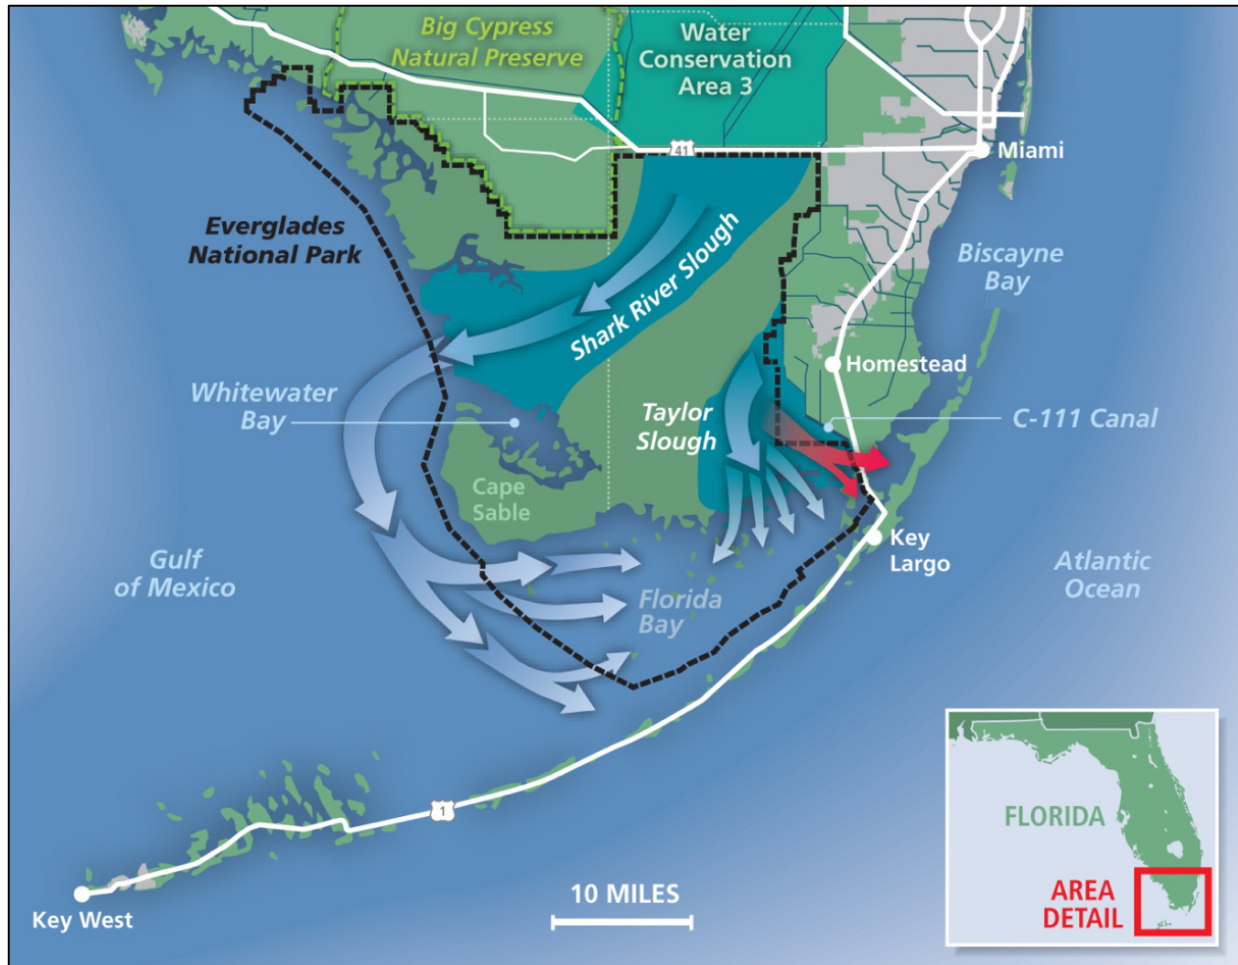 Big Cypress
Natural Preserve
Water
Conservation
Area 3
41
Miami
Everglades
National Park
Biscayne
Bay
Shark River Slough
Homestead
Whitewater
Bay
Taylor
Slough
C-111 Canal
Cape
Sable
Key
Largo
Gulf
of Mexico
Atlantic
Ocean
Florida
Bay
1
10 MILES
Key West
FLORIDA
AREA
DETAIL